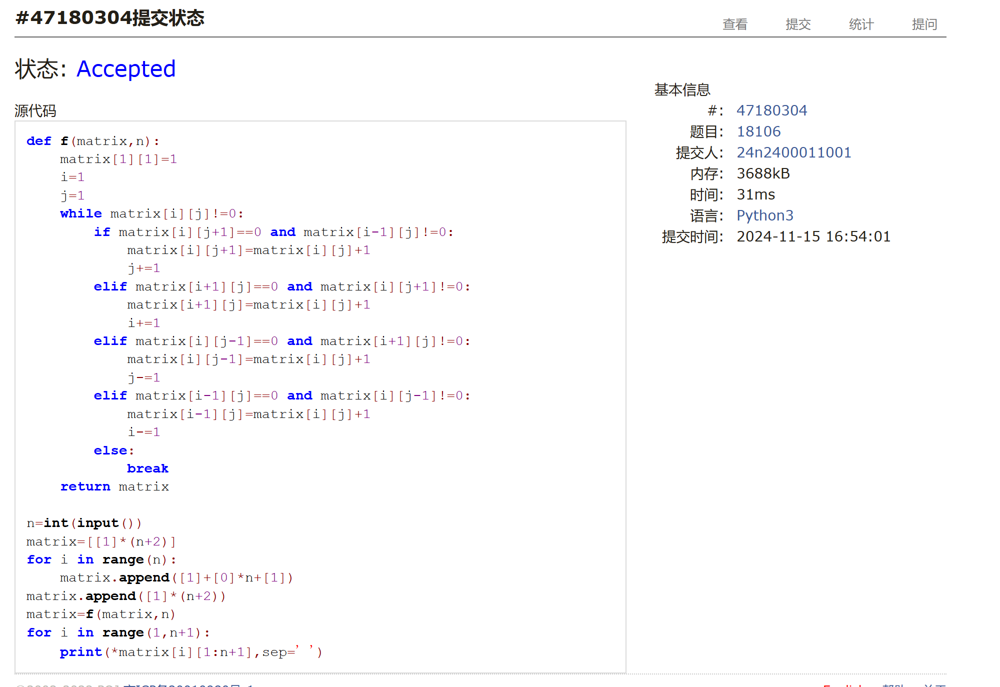 #47180304提交状态
查看 提交 统计 提问
状态: Accepted
源代码
def f(matrix,n):
    matrix[1][1]=1
    i=1
    j=1
    while matrix[i][j]!=0:
        if matrix[i][j+1]==0 and matrix[i-1][j]!=0:
            matrix[i][j+1]=matrix[i][j]+1
            j+=1
        elif matrix[i+1][j]==0 and matrix[i][j+1]!=0:
            matrix[i+1][j]=matrix[i][j]+1
            i+=1
        elif matrix[i][j-1]==0 and matrix[i+1][j]!=0:
            matrix[i][j-1]=matrix[i][j]+1
            j-=1
        elif matrix[i-1][j]==0 and matrix[i][j-1]!=0:
            matrix[i-1][j]=matrix[i][j]+1
            i-=1
        else:
            break
    return matrix
n=int(input())
matrix=[[1]*(n+2)]
for i in range(n):
    matrix.append([1]+[0]*n+[1])
matrix.append([1]*(n+2))
matrix=f(matrix,n)
for i in range(1,n+1):
    print(*matrix[i][1:n+1],sep=' ')
基本信息
#: 47180304
题目: 18106
提交人: 24n2400011001
内存: 3688kB
时间: 31ms
语言: Python3
提交时间: 2024-11-15 16:54:01